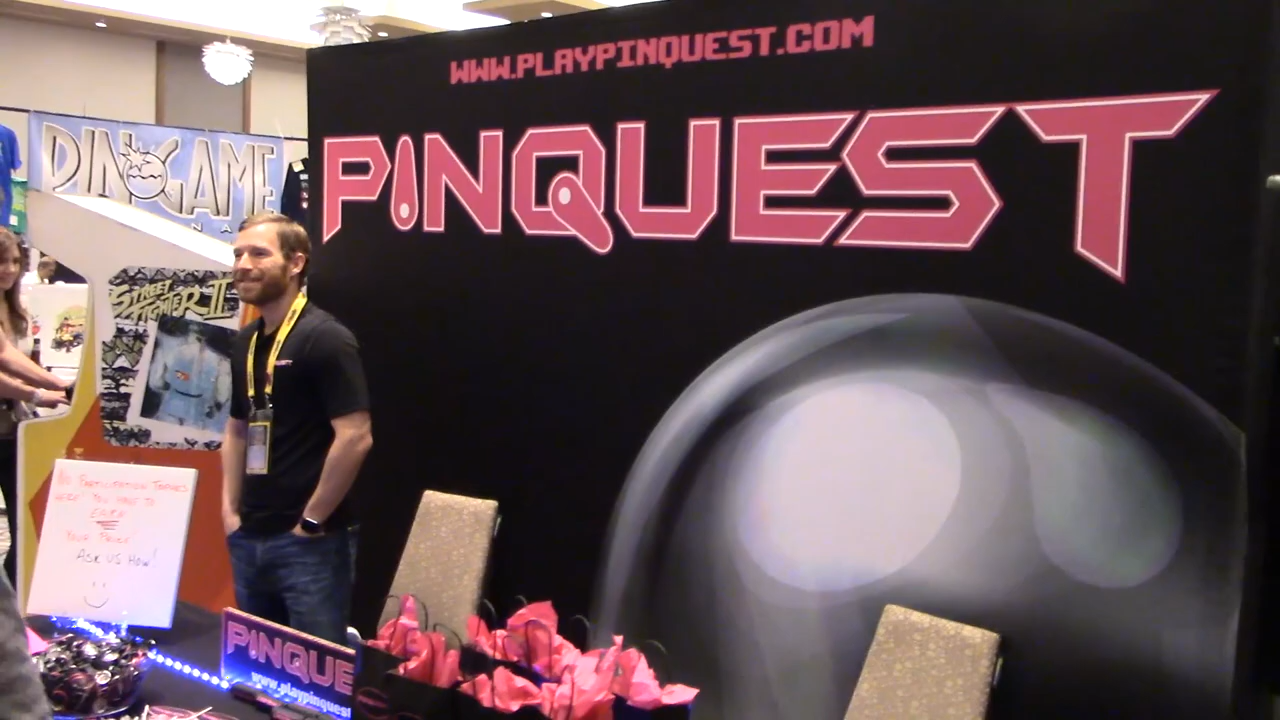 WWW.PLAYPINQUEST.COM
PINQUEST
PINGAME
STREET
FIGHTER II
No PARTICIPATION TROPHIES
HERE! YOU HAVE TO
EARN
YOUR PRIZE
ASK US HOW!
PINQUE
www.playpinquest